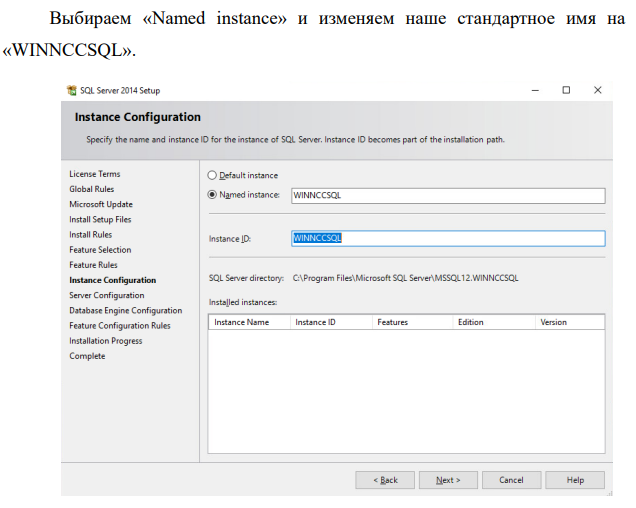 Выбираем «Named instance» и изменяем наше стандартное имя на
«WINNCCSQL».
SQL Server 2014 Setup
Instance Configuration
Specify the name and instance ID for the instance of SQL Server. Instance ID becomes part of the installation path.
License Terms
Global Rules
Microsoft Update
Install Setup Files
Install Rules
Feature Selection
Feature Rules
Instance Configuration
Server Configuration
Database Engine Configuration
Feature Configuration Rules
Installation Progress
Complete
Default instance
Named instance: WINNCCSQL
Instance ID: WINNCCSQL
SQL Server directory: C:\Program Files\Microsoft SQL Server\MSSQL12.WINNCCSQL
Installed instances:
Instance Name Instance ID Features Edition Version
< Back Next > Cancel Help